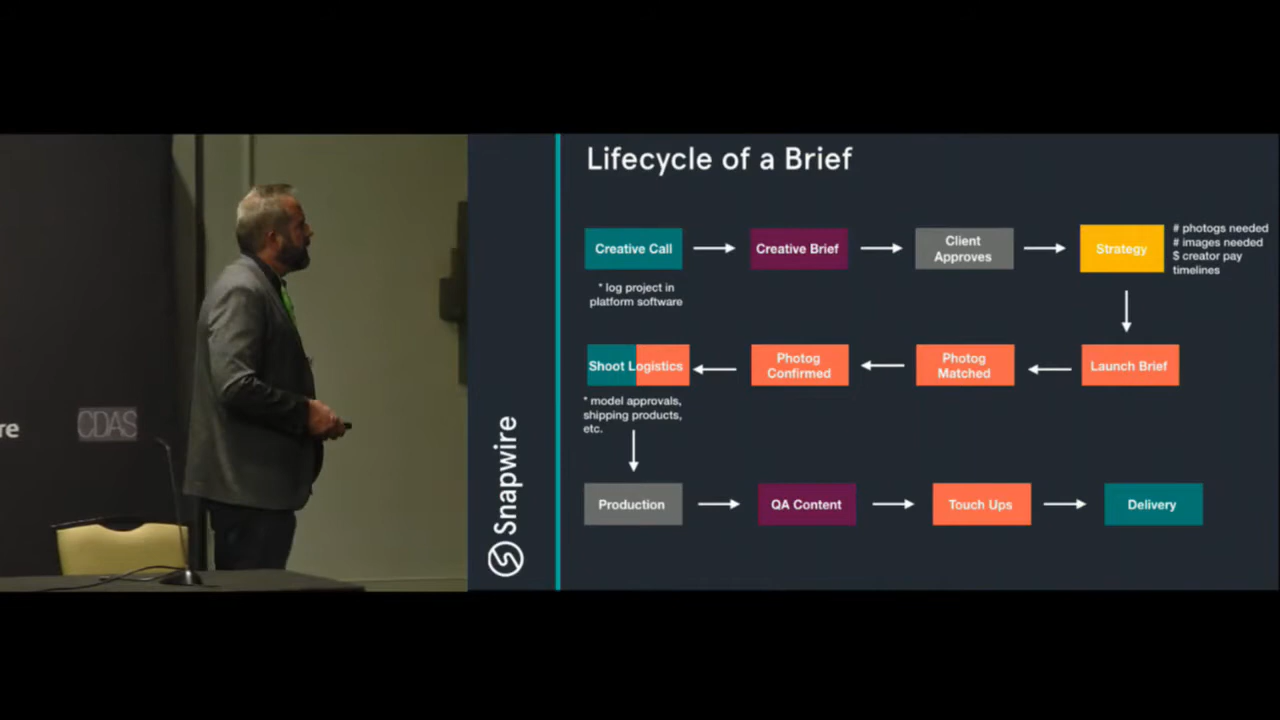 Lifecycle of a Brief
Creative Call
Creative Brief
Client
Approves
Strategy
# photogs needed
# images needed
$ creator pay
timelines
* log project in
platform software
Launch Brief
Photog
Matched
Photog
Confirmed
Shoot Logistics
* model approvals,
shipping products,
etc.
Production
QA Content
Touch Ups
Delivery
Snapwire
CDAS
re